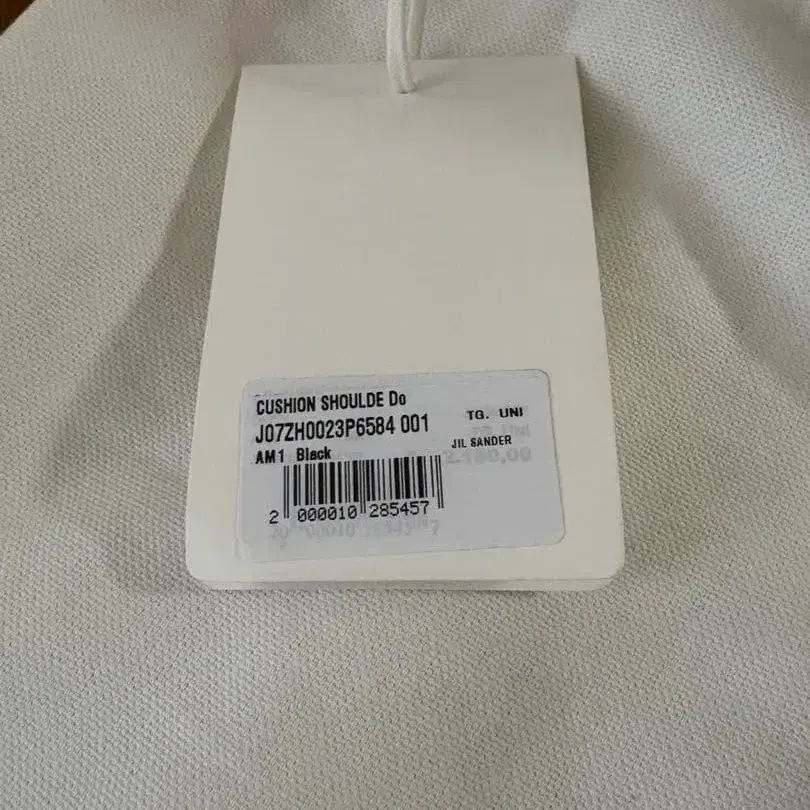 CUSHION SHOULDE Do
J07ZH0023P6584 001 TG. UNI
AM1 Black JIL SANDER
2 000010 285457